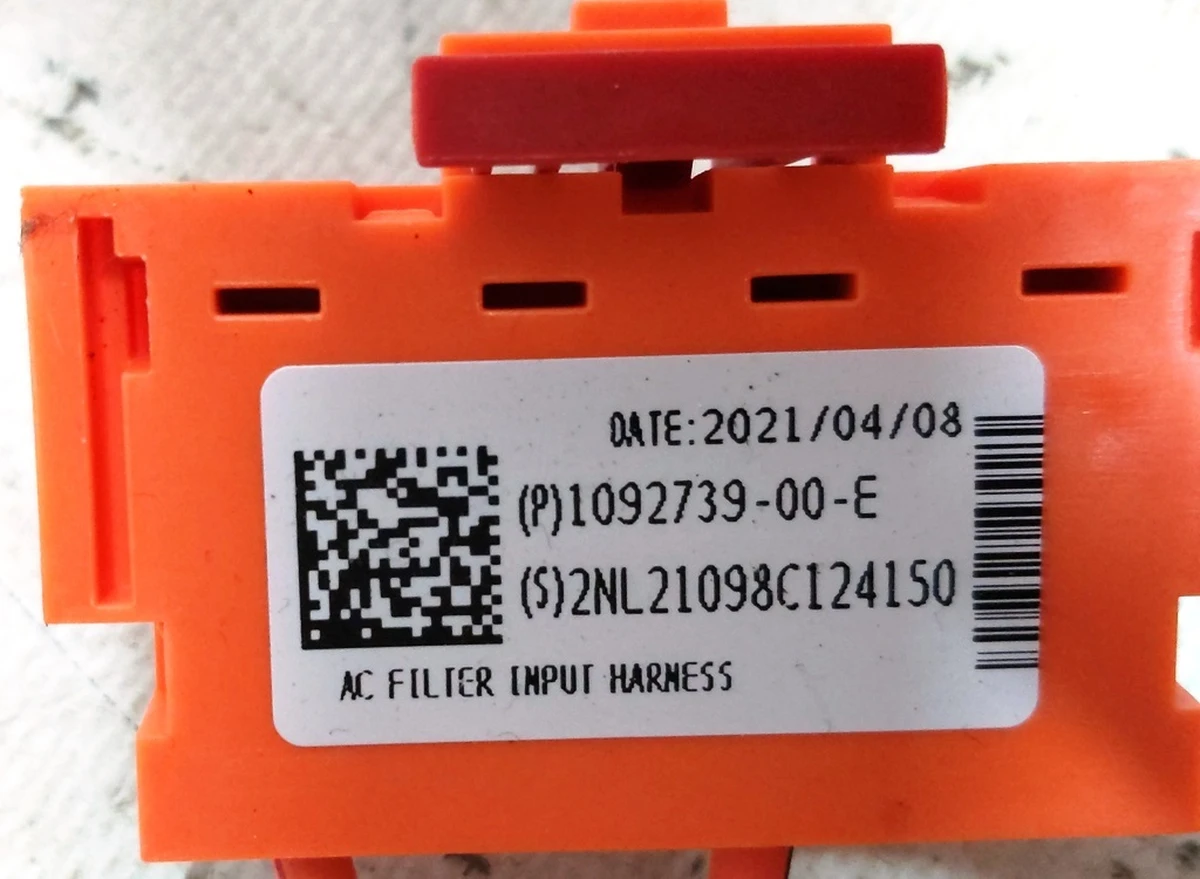 DATE:2021/04/08
(P)1092739-00-E
(S)2NL21098C124150
AC FILTER INPUT HARNESS